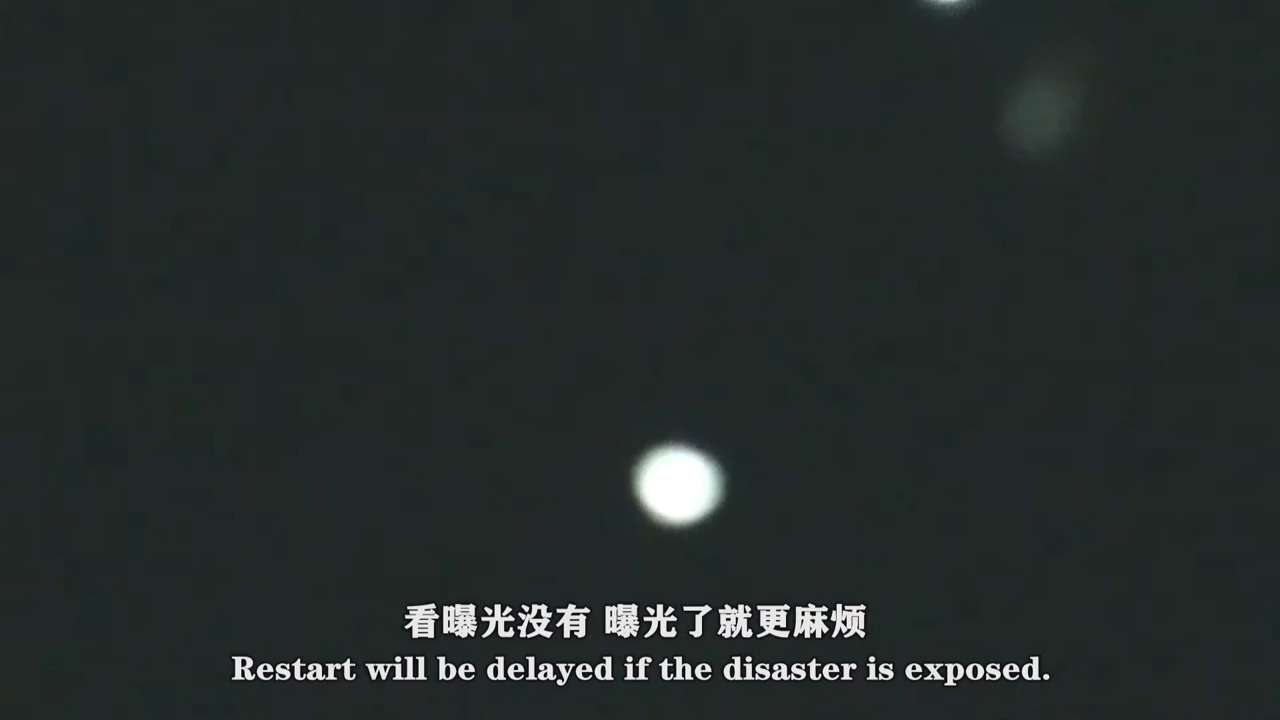 看曝光没有 曝光了就更麻烦
Restart will be delayed if the disaster is exposed.